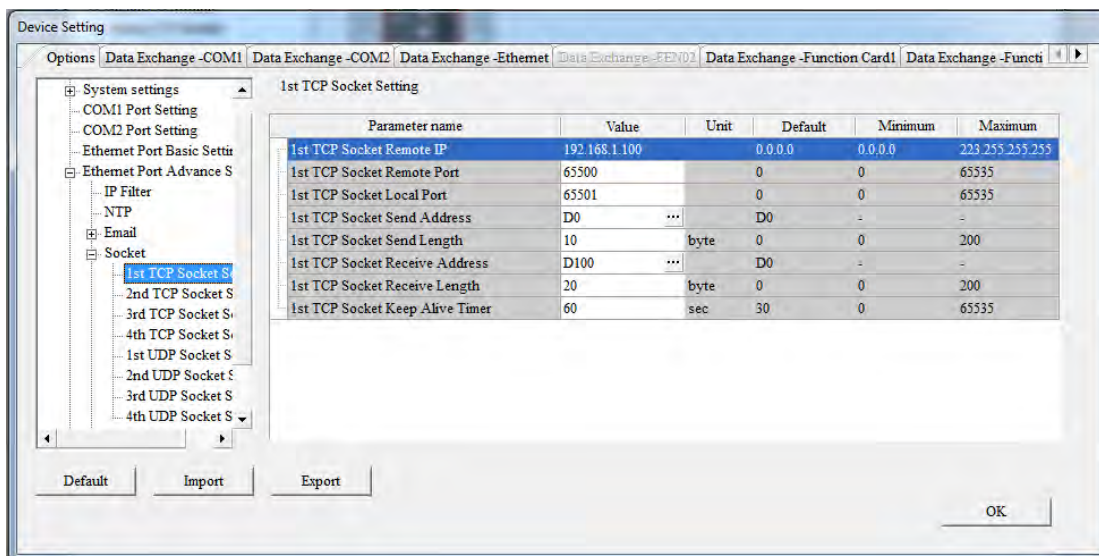 Device Setting
Options Data Exchange -COM1 Data Exchange -COM2 Data Exchange -Ethernet Data Exchange -FEN02 Data Exchange -Function Card1 Data Exchange -Functi
System settings
COM1 Port Setting
COM2 Port Setting
Ethernet Port Basic Settin
Ethernet Port Advance S
IP Filter
NTP
Email
Socket
1st TCP Socket S
2nd TCP Socket S
3rd TCP Socket S
4th TCP Socket S
1st UDP Socket S
2nd UDP Socket S
3rd UDP Socket S
4th UDP Socket S
1st TCP Socket Setting
Parameter name Value Unit Default Minimum Maximum
1st TCP Socket Remote IP 192.168.1.100 0.0.0.0 0.0.0.0 223.255.255.255
1st TCP Socket Remote Port 65500 0 0 65535
1st TCP Socket Local Port 65501 0 0 65535
1st TCP Socket Send Address D0 ... D0 - -
1st TCP Socket Send Length 10 byte 0 0 200
1st TCP Socket Receive Address D100 ... D0 - -
1st TCP Socket Receive Length 20 byte 0 0 200
1st TCP Socket Keep Alive Timer 60 sec 30 0 65535
Default Import Export
OK